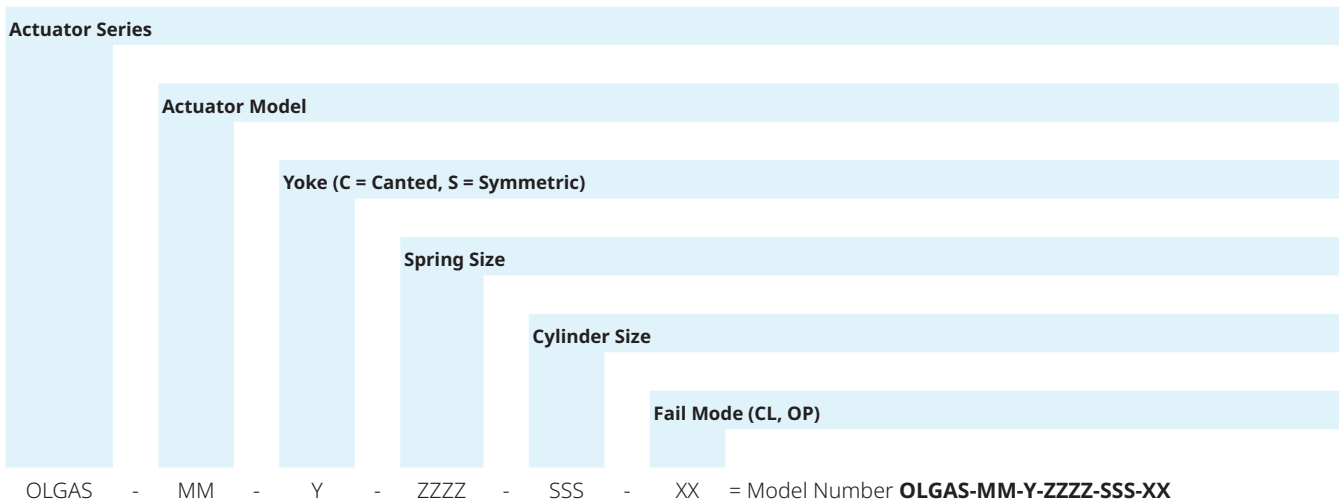 Actuator Series
Actuator Model
Yoke (C = Canted, S = Symmetric)
Spring Size
Cylinder Size
Fail Mode (CL, OP)
OLGAS - MM - Y - ZZZZ - SSS - XX = Model Number OLGAS-MM-Y-ZZZZ-SSS-XX